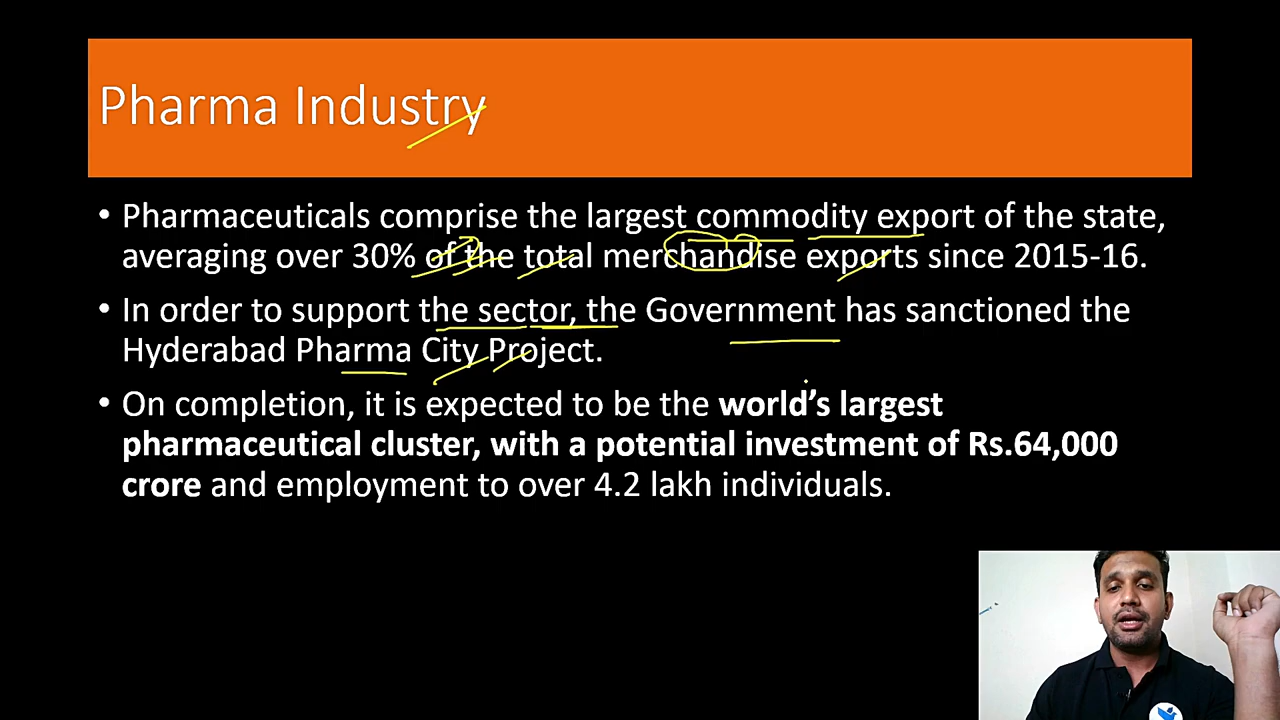 Pharma Industry
• Pharmaceuticals comprise the largest commodity export of the state,
averaging over 30% of the total merchandise exports since 2015-16.
• In order to support the sector, the Government has sanctioned the
Hyderabad Pharma City Project.
• On completion, it is expected to be the world's largest
pharmaceutical cluster, with a potential investment of Rs.64,000
crore and employment to over 4.2 lakh individuals.